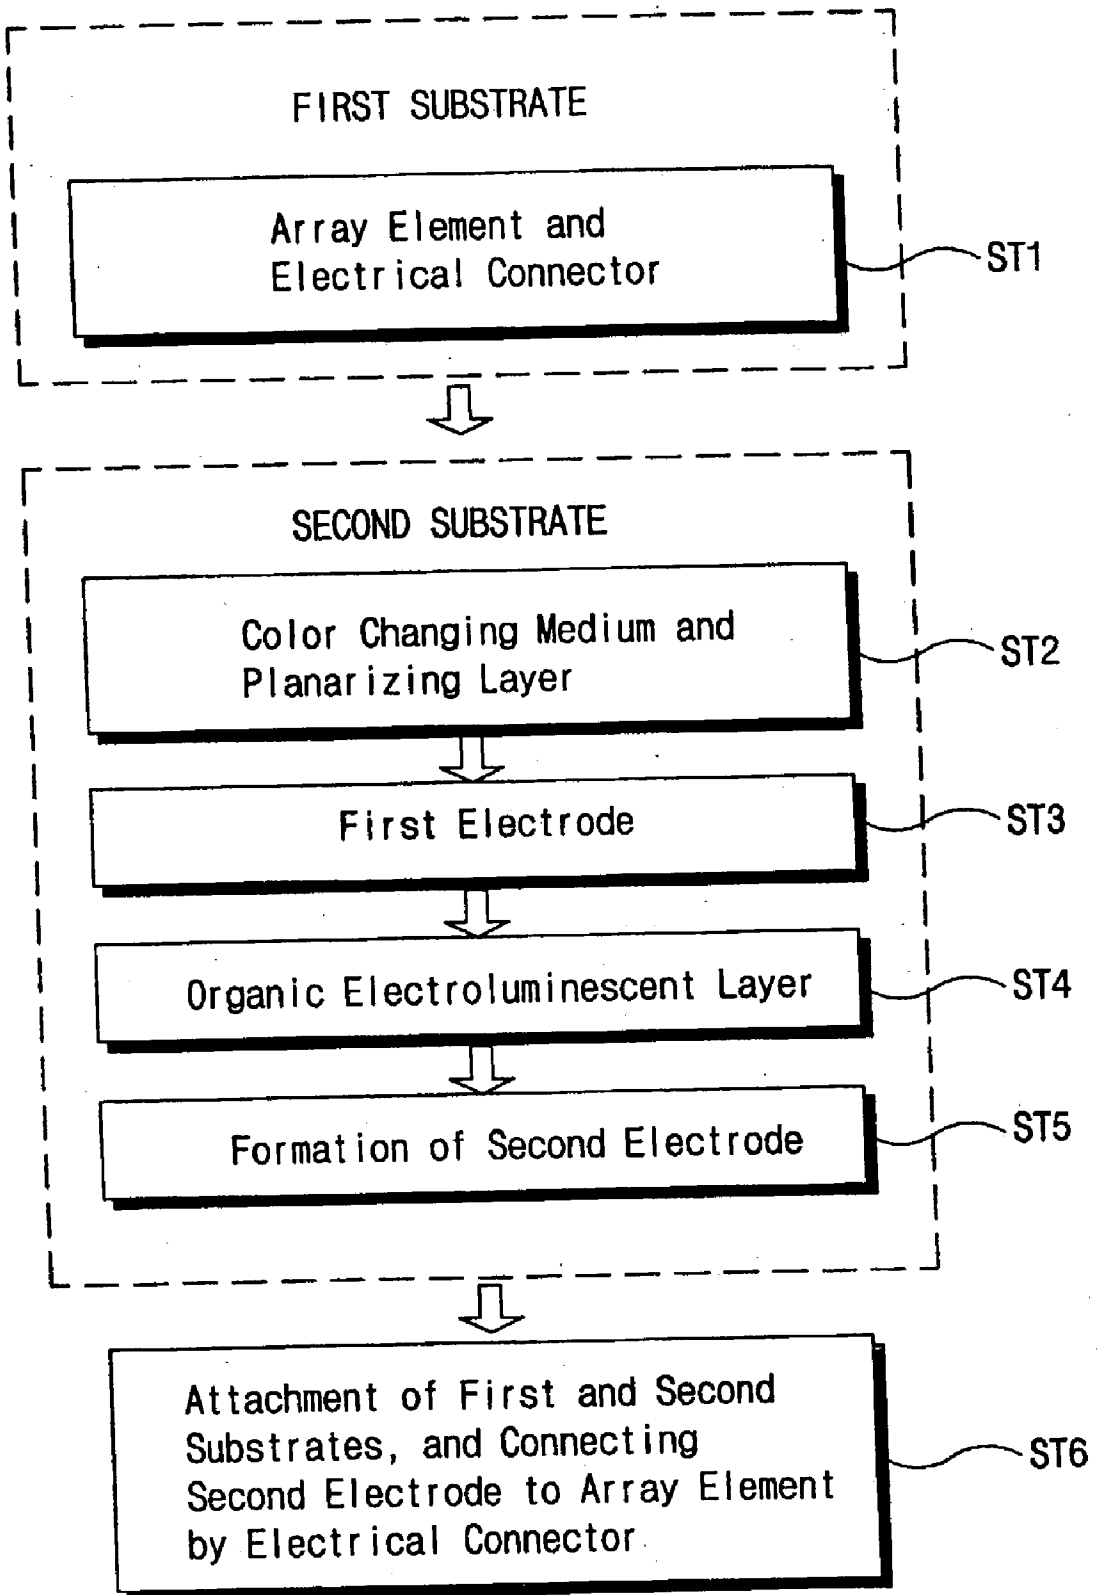 FIRST SUBSTRATE
Array Element and
Electrical Connector
ST1
SECOND SUBSTRATE
Color Changing Medium and
Planarizing Layer
ST2
First Electrode
ST3
Organic Electroluminescent Layer
ST4
Formation of Second Electrode
ST5
Attachment of First and Second
Substrates, and Connecting
Second Electrode to Array Element
by Electrical Connector
ST6